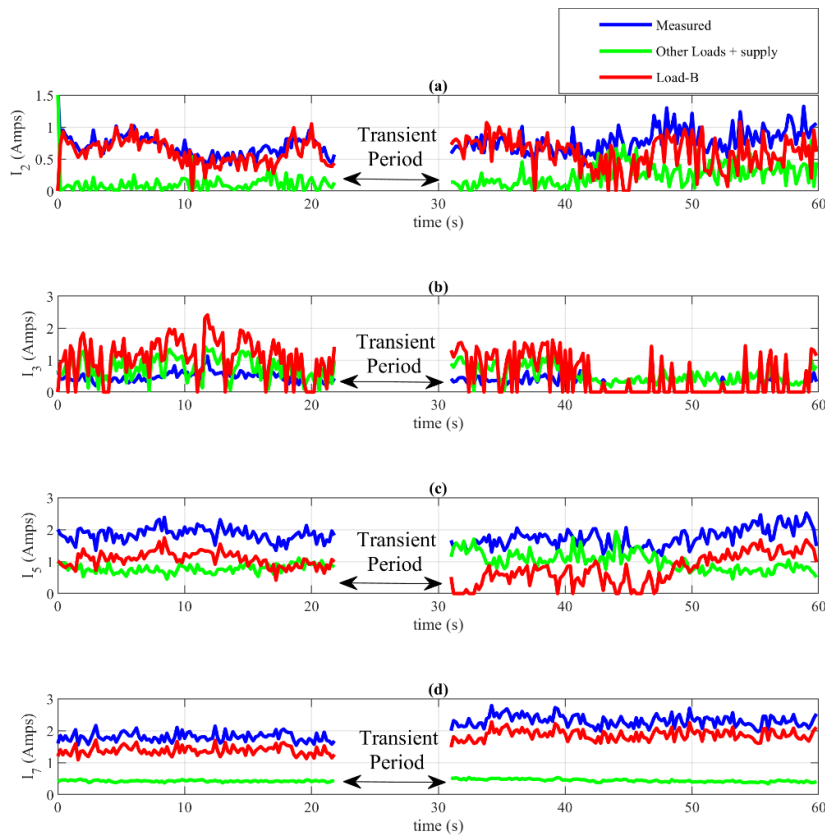 Measured
Other Loads + supply
Load-B
(a)
1.5
1
0.5
0
I2 (Amps)
Transient
Period
0 10 20 30 40 50 60
time (s)
(b)
3
2
1
0
I3 (Amps)
Transient
Period
0 10 20 30 40 50 60
time (s)
(c)
3
2
1
0
I5 (Amps)
Transient
Period
0 10 20 30 40 50 60
time (s)
(d)
3
2
1
0
I7 (Amps)
Transient
Period
0 10 20 30 40 50 60
time (s)